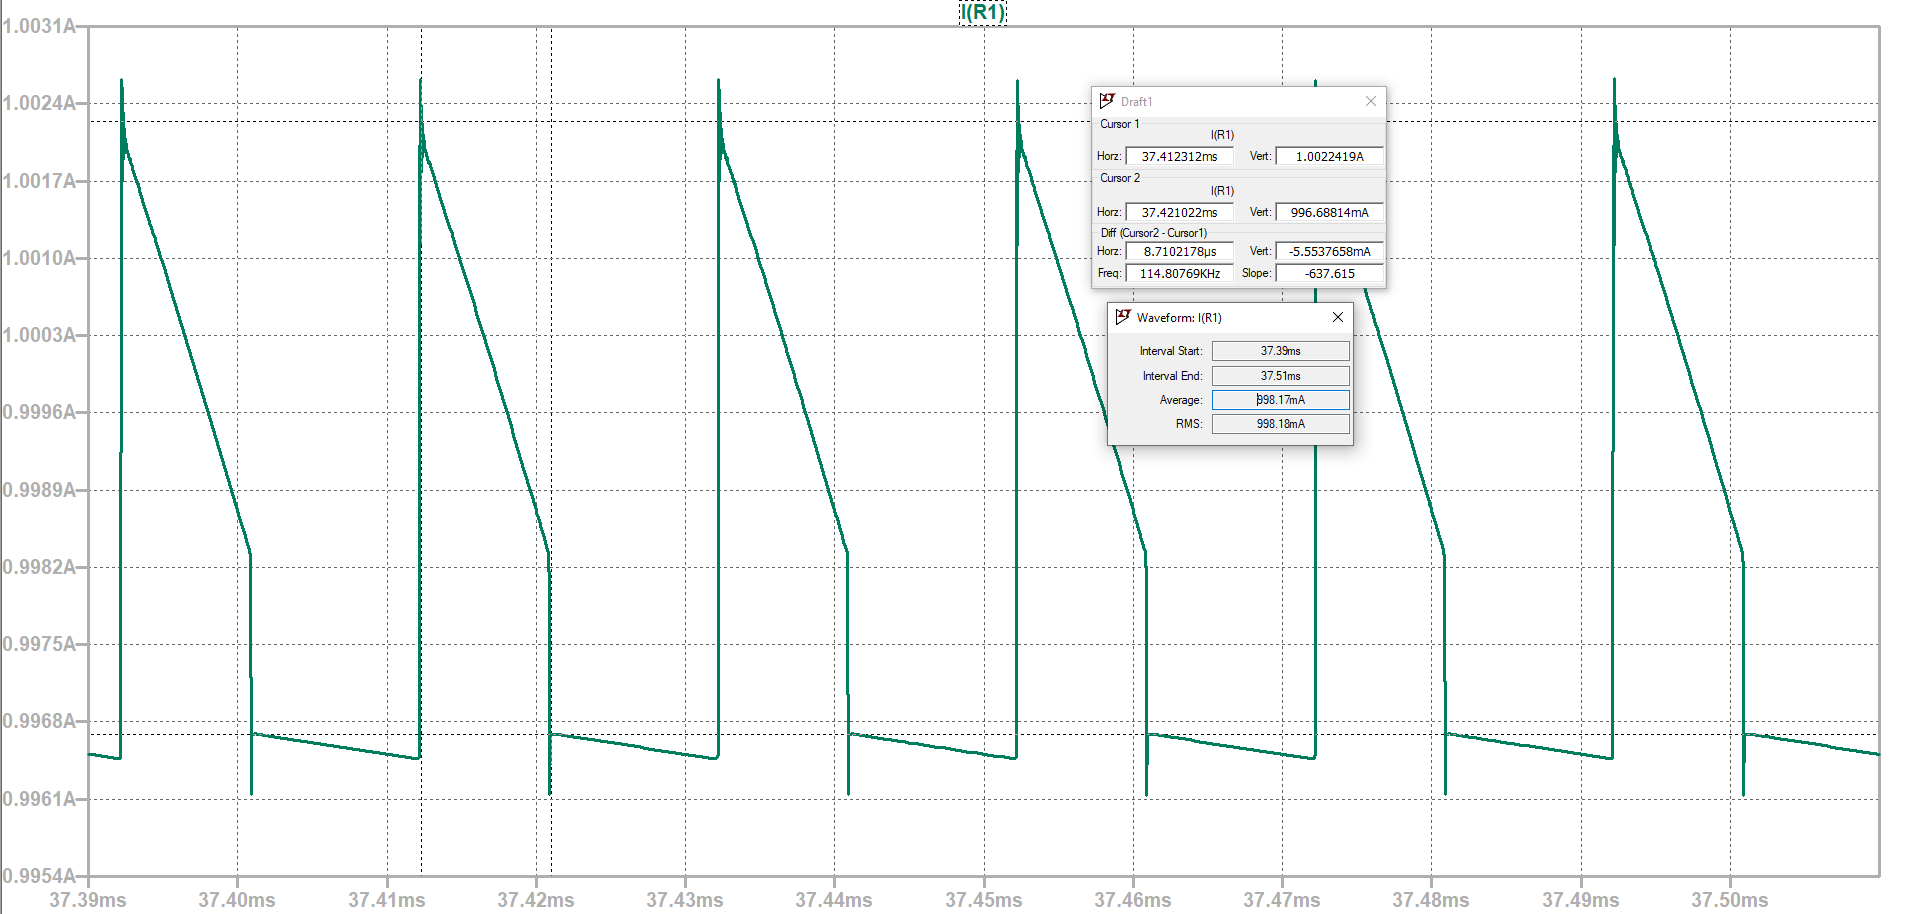 I(R1)
1.0031A
1.0024A
1.0017A
1.0010A
1.0003A
0.9996A
0.9989A
0.9982A
0.9975A
0.9968A
0.9961A
0.9954A
37.39ms 37.40ms 37.41ms 37.42ms 37.43ms 37.44ms 37.45ms 37.46ms 37.47ms 37.48ms 37.49ms 37.50ms
Draft1
Cursor 1
I(R1)
Horz: 37.412312ms Vert: 1.0022419A
Cursor 2
I(R1)
Horz: 37.421022ms Vert: 996.68814mA
Diff (Cursor2 - Cursor1)
Horz: 8.7102178µs Vert: -5.5537658mA
Freq: 114.80769KHz Slope: -637.615
Waveform: I(R1)
Interval Start: 37.39ms
Interval End: 37.51ms
Average: 998.17mA
RMS: 998.18mA